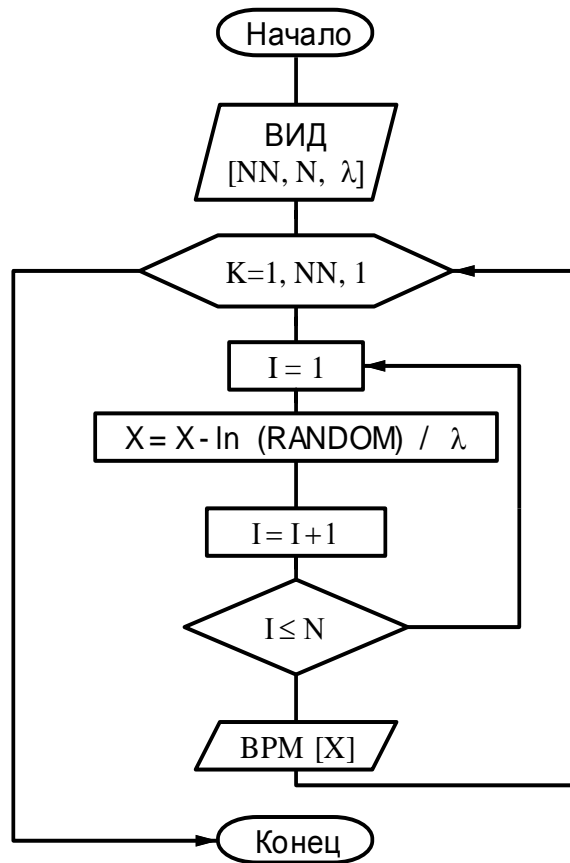 Начало
ВИД
[NN, N, λ]
K=1, NN, 1
I = 1
X = X - ln (RANDOM) / λ
I = I + 1
I ≤ N
ВРМ [X]
Конец